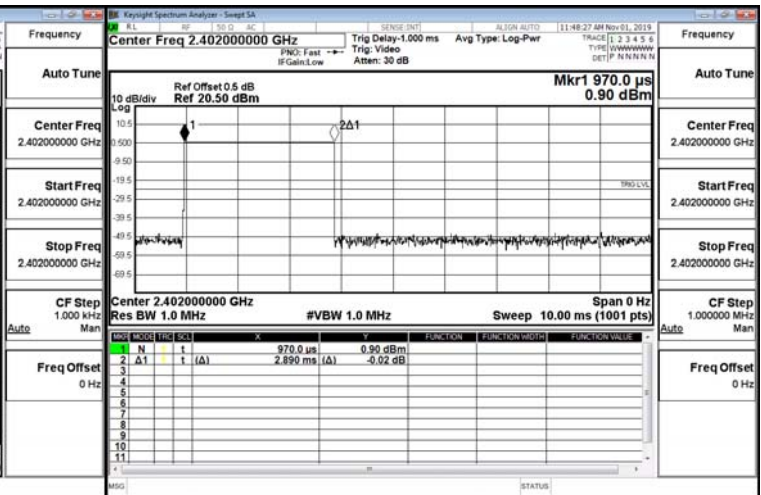 Frequency
Auto Tune
Center Freq
2.402000000 GHz
Start Freq
2.402000000 GHz
Stop Freq
2.402000000 GHz
CF Step
1.000 kHz
Auto Man
Freq Offset
0 Hz
Keysight Spectrum Analyzer - Swept SA
RL RF 50 Ω AC SENSE:INT ALIGN AUTO 11:48:27 AM Nov 01, 2019
Center Freq 2.402000000 GHz
PNO: Fast
IFGain:Low
Trig Delay-1.000 ms
Trig: Video
Atten: 30 dB
Avg Type: Log-Pwr
TRACE 1 2 3 4 5 6
TYPE WWWWWW
DET P NNNNN
Ref Offset 0.5 dB
10 dB/div Ref 20.50 dBm
Log
Mkr1 970.0 µs
0.90 dBm
10.5
0.500
-9.50
-19.5
-29.5
-39.5
-49.5
-59.5
-69.5
1
2Δ1
TRIG LVL
Center 2.402000000 GHz Span 0 Hz
Res BW 1.0 MHz #VBW 1.0 MHz Sweep 10.00 ms (1001 pts)
MKR MODE TRC SCL X Y FUNCTION FUNCTION WIDTH FUNCTION VALUE
1 N t 970.0 µs 0.90 dBm
2 Δ1 t (Δ) 2.890 ms (Δ) -0.02 dB
3
4
5
6
7
8
9
10
11
MSG STATUS
Frequency
Auto Tune
Center Freq
2.402000000 GHz
Start Freq
2.402000000 GHz
Stop Freq
2.402000000 GHz
CF Step
1.000000 MHz
Auto Man
Freq Offset
0 Hz